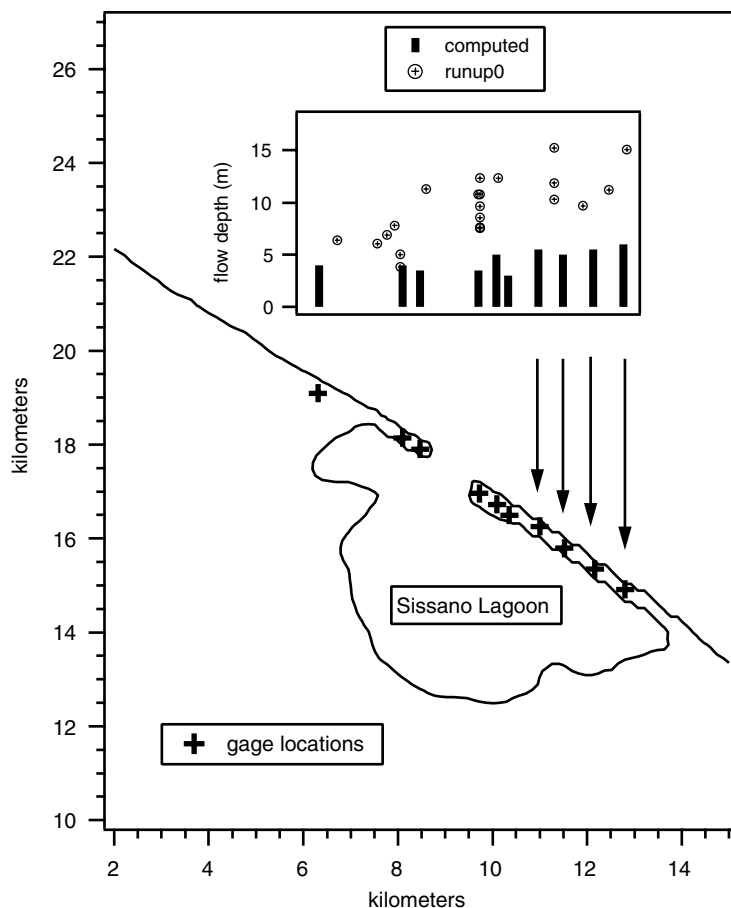 computed
runup0
flow depth (m)
15
10
5
0
26
24
22
20
18
16
14
12
10
kilometers
Sissano Lagoon
gage locations
2
4
6
8
10
12
14
kilometers